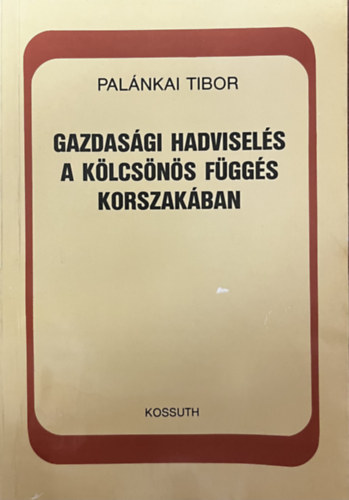 PALÁNKAI TIBOR
GAZDASÁGI HADVISELÉS
A KÖLCSÖNÖS FÜGGÉS
KORSZAKÁBAN
KOSSUTH